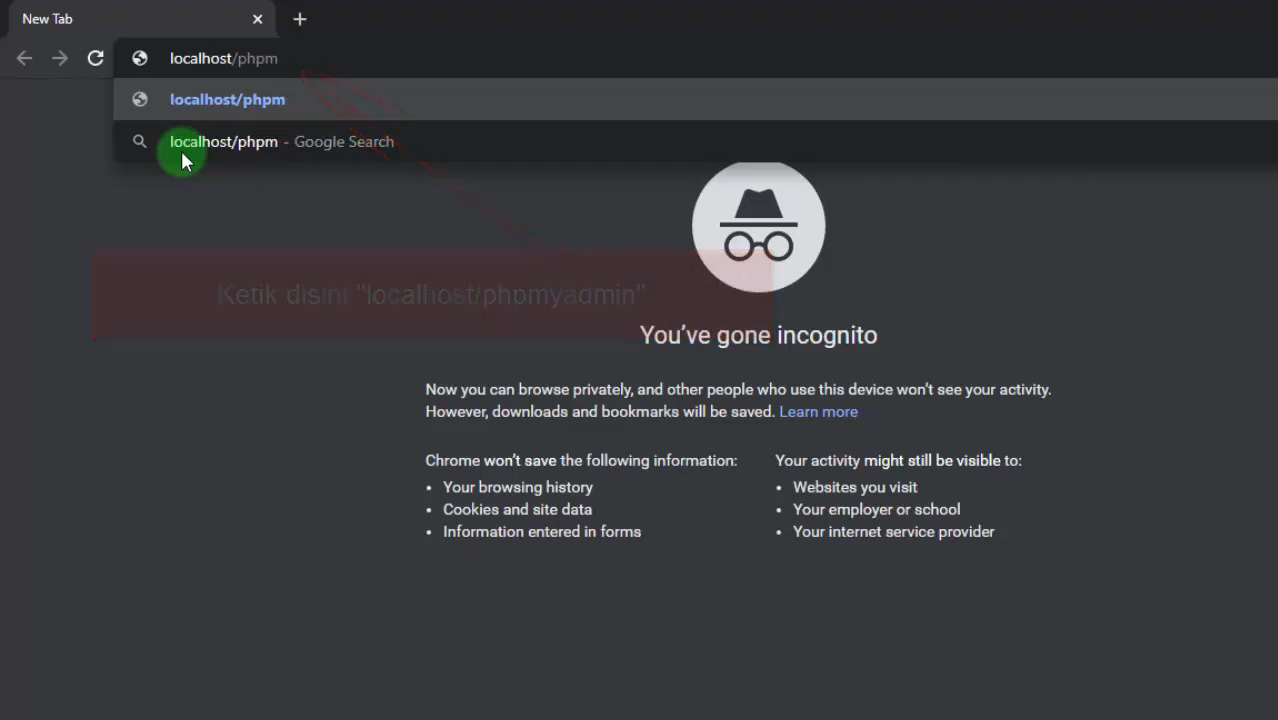 New Tab
localhost/phpm
localhost/phpm
localhost/phpm - Google Search
Ketik disini "localhost/phpmyadmin"
You've gone incognito
Now you can browse privately, and other people who use this device won't see your activity.
However, downloads and bookmarks will be saved. Learn more
Chrome won't save the following information:
• Your browsing history
• Cookies and site data
• Information entered in forms
Your activity might still be visible to:
• Websites you visit
• Your employer or school
• Your internet service provider